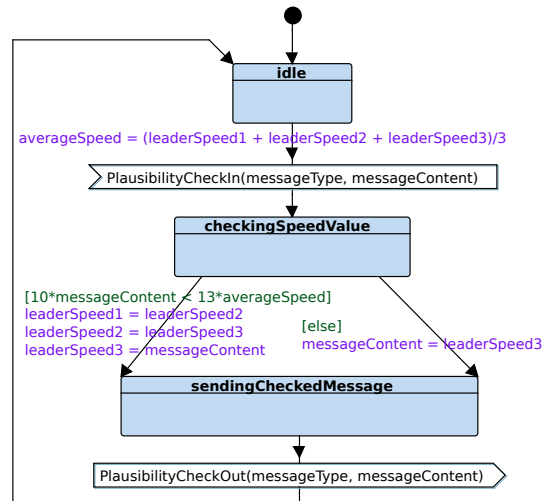 idle
averageSpeed = (leaderSpeed1 + leaderSpeed2 + leaderSpeed3)/3
PlausibilityCheckIn(messageType, messageContent)
checkingSpeedValue
[10*messageContent < 13*averageSpeed]
leaderSpeed1 = leaderSpeed2
leaderSpeed2 = leaderSpeed3
leaderSpeed3 = messageContent
[else]
messageContent = leaderSpeed3
sendingCheckedMessage
PlausibilityCheckOut(messageType, messageContent)